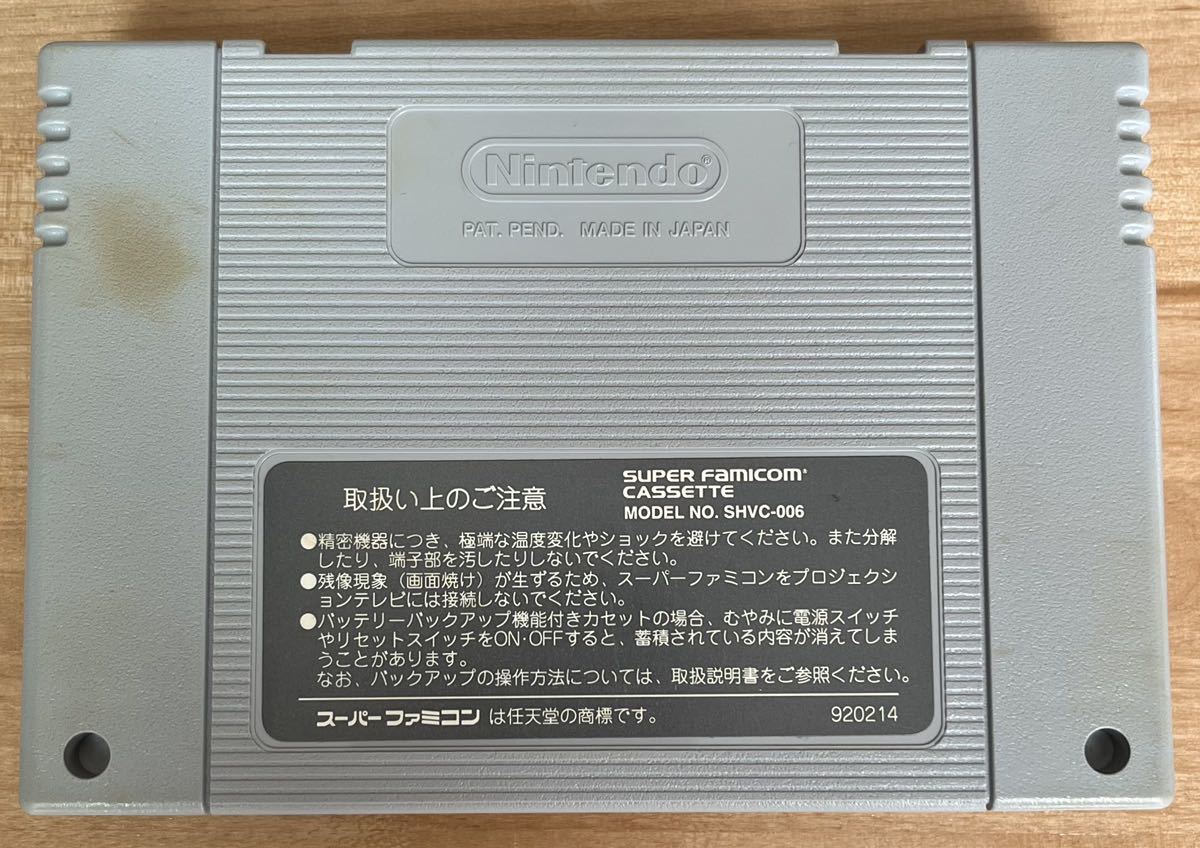 Nintendo®
PAT. PEND. MADE IN JAPAN
取扱い上のご注意
SUPER FAMICOM®
CASSETTE
MODEL NO. SHVC-006
●精密機器につき、極端な温度変化やショックを避けてください。また分解
したり、端子部を汚したりしないでください。
●残像現象（画面焼け）が生ずるため、スーパーファミコンをプロジェクシ
ョンテレビには接続しないでください。
●バッテリーバックアップ機能付きカセットの場合、むやみに電源スイッチ
やリセットスイッチをON·OFFすると、蓄積されている内容が消えてしま
うことがあります。
なお、バックアップの操作方法については、取扱説明書をご参照ください。
スーパーファミコン は任天堂の商標です。 920214